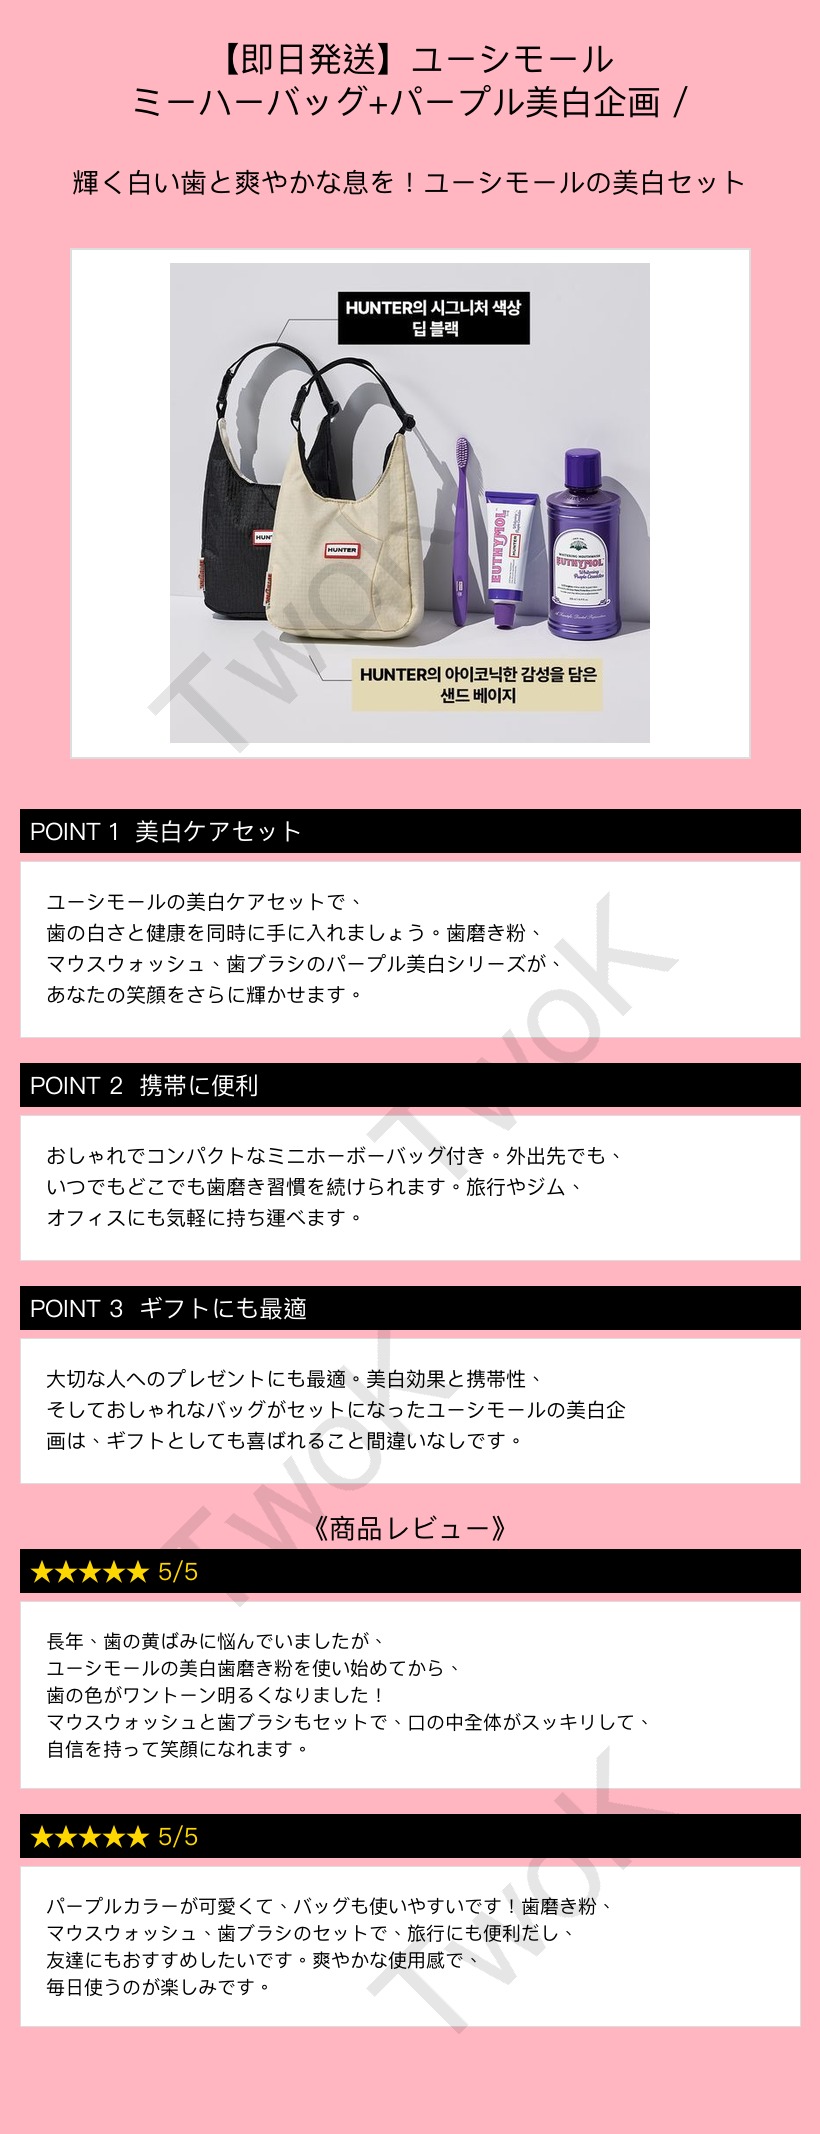 【即日発送】ユーシモール
ミーハーバッグ+パープル美白企画 /
輝く白い歯と爽やかな息を！ユーシモールの美白セット
HUNTER의 시그니처 색상
딥 블랙
HUNTER
EUTHYMOL
HUNTER
WHITENING MOUTHWASH
EUTHYMOL
Whitening
Purple Correction
HUNTER의 아이코닉한 감성을 담은
샌드 베이지
TwoK
POINT 1 美白ケアセット
ユーシモールの美白ケアセットで、
歯の白さと健康を同時に手に入れましょう。歯磨き粉、
マウスウォッシュ、歯ブラシのパープル美白シリーズが、
あなたの笑顔をさらに輝かせます。
TwoK
POINT 2 携帯に便利
おしゃれでコンパクトなミニホーボーバッグ付き。外出先でも、
いつでもどこでも歯磨き習慣を続けられます。旅行やジム、
オフィスにも気軽に持ち運べます。
POINT 3 ギフトにも最適
大切な人へのプレゼントにも最適。美白効果と携帯性、
そしておしゃれなバッグがセットになったユーシモールの美白企
画は、ギフトとしても喜ばれること間違いなしです。
TwoK
《商品レビュー》
★★★★★ 5/5
長年、歯の黄ばみに悩んでいましたが、
ユーシモールの美白歯磨き粉を使い始めてから、
歯の色がワントーン明るくなりました！
マウスウォッシュと歯ブラシもセットで、口の中全体がスッキリして、
自信を持って笑顔になれます。
★★★★★ 5/5
パープルカラーが可愛くて、バッグも使いやすいです！歯磨き粉、
マウスウォッシュ、歯ブラシのセットで、旅行にも便利だし、
友達にもおすすめしたいです。爽やかな使用感で、
毎日使うのが楽しみです。
TwoK